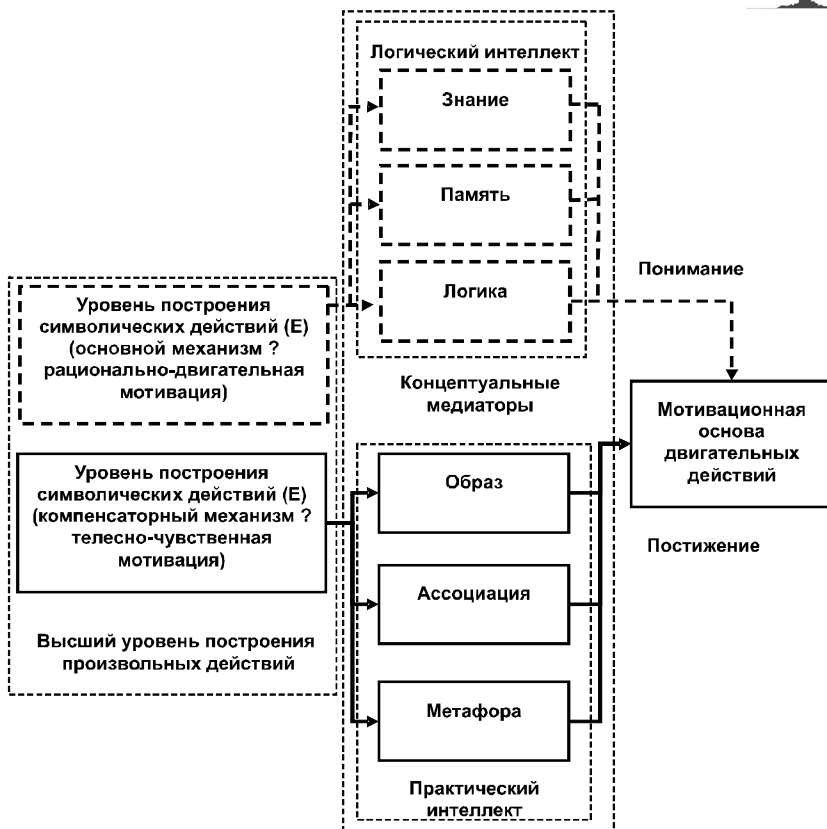 Логический интеллект
Знание
Память
Логика
Понимание
Уровень построения
символических действий (Е)
(основной механизм ?
рационально-двигательная
мотивация)
Концептуальные
медиаторы
Мотивационная
основа
двигательных
действий
Уровень построения
символических действий (Е)
(компенсаторный механизм ?
телесно-чувственная
мотивация)
Образ
Постижение
Ассоциация
Высший уровень построения
произвольных действий
Метафора
Практический
интеллект